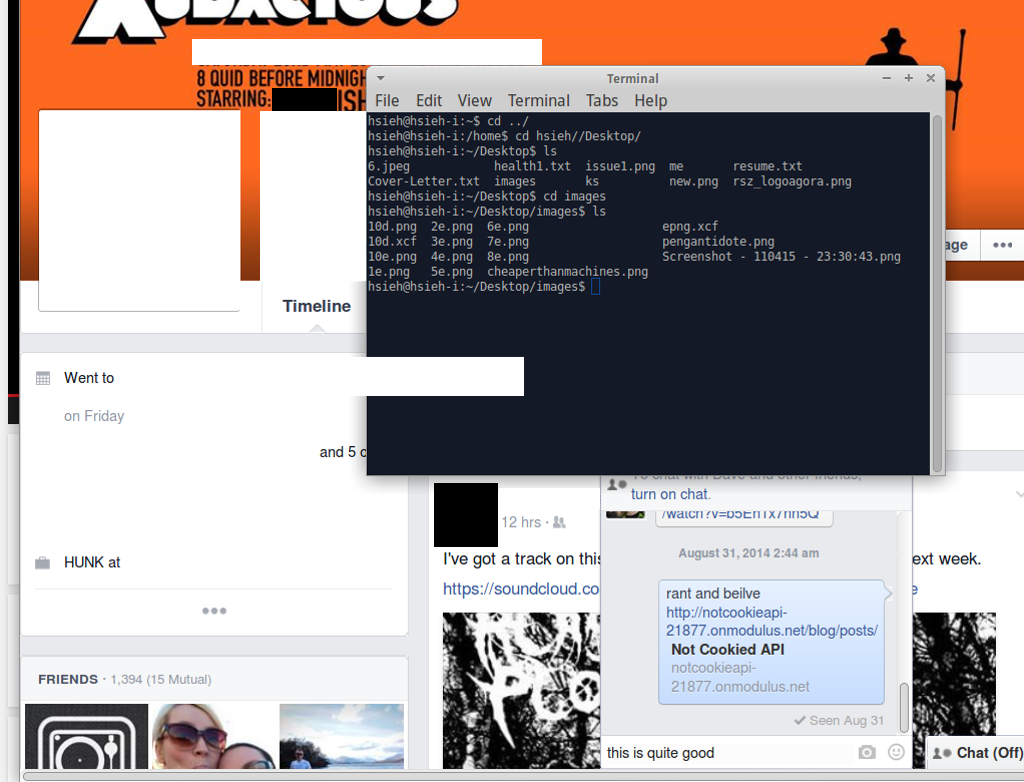 AUDACIOUS
8 QUID BEFORE MIDNIGH
STARRING:
ISH
Terminal
File Edit View Terminal Tabs Help
hsieh@hsieh-i:~$ cd ../
hsieh@hsieh-i:/home$ cd hsieh//Desktop/
hsieh@hsieh-i:~/Desktop$ ls
6.jpeg health1.txt issue1.png me resume.txt
Cover-Letter.txt images ks new.png rsz_logoagora.png
hsieh@hsieh-i:~/Desktop$ cd images
hsieh@hsieh-i:~/Desktop/images$ ls
10d.png 2e.png 6e.png epng.xcf
10d.xcf 3e.png 7e.png pengantidote.png
10e.png 4e.png 8e.png Screenshot - 110415 - 23:30:43.png
1e.png 5e.png cheaperthanmachines.png
hsieh@hsieh-i:~/Desktop/images$
age •••
Timeline
Went to
on Friday
and 5 o
HUNK at
FRIENDS · 1,394 (15 Mutual)
12 hrs ·
I've got a track on this
ext week.
https://soundcloud.co
e
To chat with Dave and other friends,
turn on chat.
/watch?v=b5En1x7nn5Q
August 31, 2014 2:44 am
rant and beilve
http://notcookieapi-
21877.onmodulus.net/blog/posts/
Not Cookied API
notcookieapi-
21877.onmodulus.net
Seen Aug 31
this is quite good
Chat (Off)